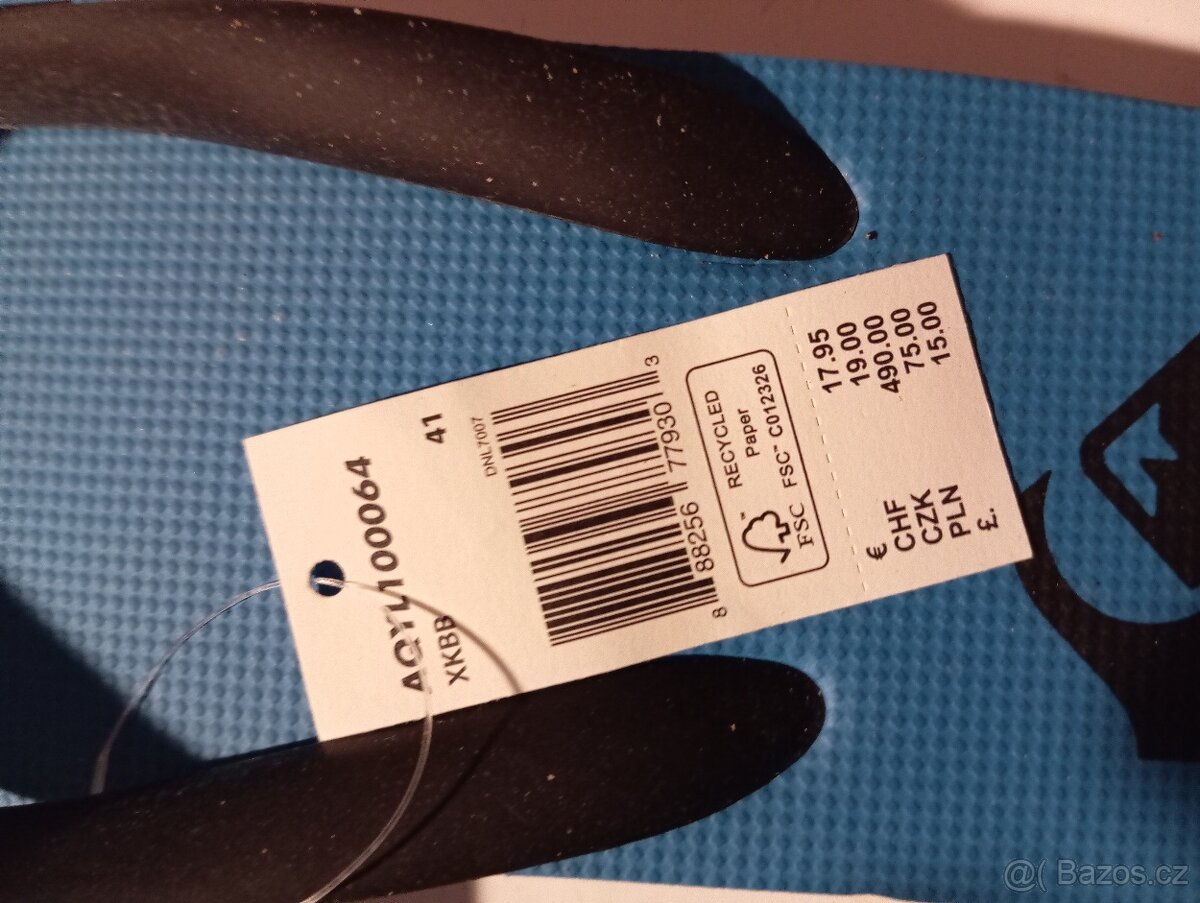 AQYL100064
XKBB 41
DNL7007
8 88256 77930 3
RECYCLED
Paper
FSC™ C012326
FSC
€ 17.95
CHF 19.00
CZK 490.00
PLN 75.00
£. 15.00
@( Bazos.cz